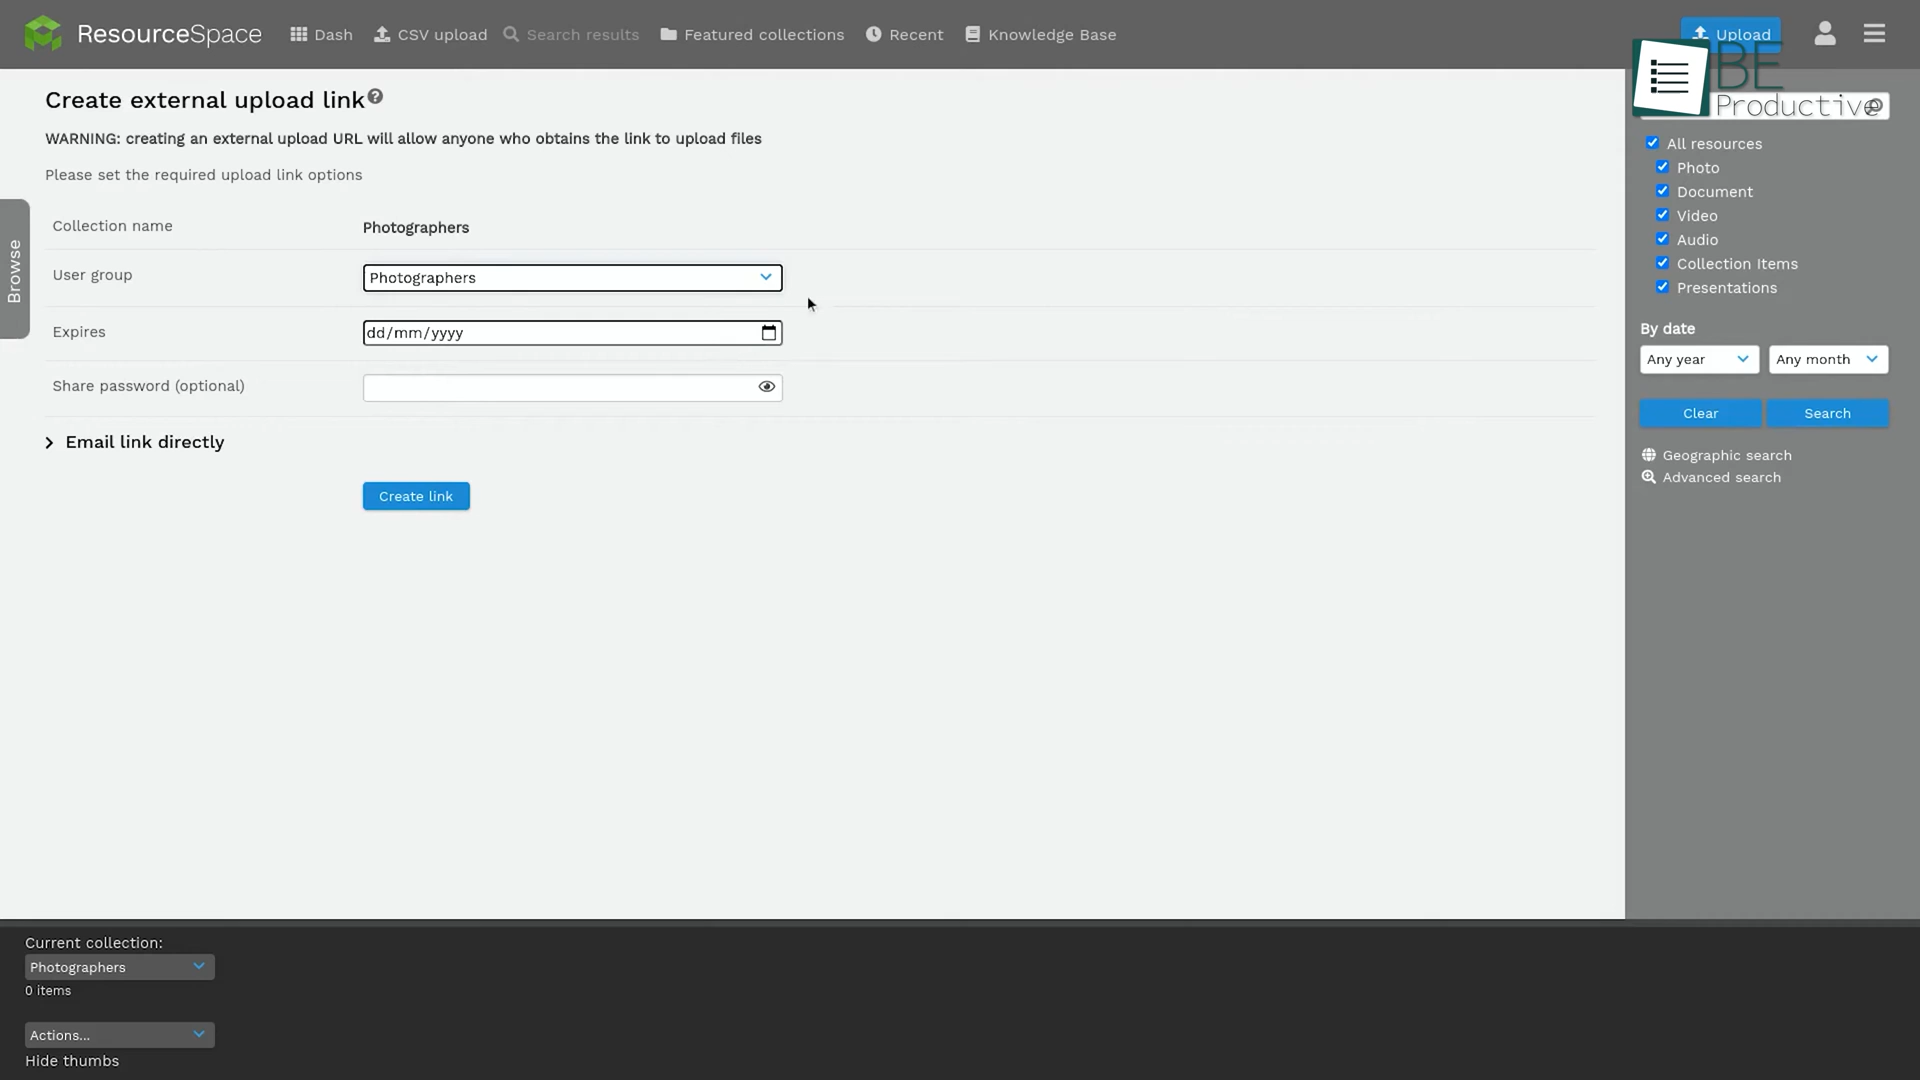 ResourceSpace
Dash
CSV upload
Search results
Featured collections
Recent
Knowledge Base
Upload
BE
Productive
Create external upload link
WARNING: creating an external upload URL will allow anyone who obtains the link to upload files
Please set the required upload link options
Collection name
Photographers
User group
Photographers
Expires
dd/mm/yyyy
Share password (optional)
Email link directly
Create link
Browse
All resources
Photo
Document
Video
Audio
Collection Items
Presentations
By date
Any year
Any month
Clear
Search
Geographic search
Advanced search
Current collection:
Photographers
0 items
Actions...
Hide thumbs